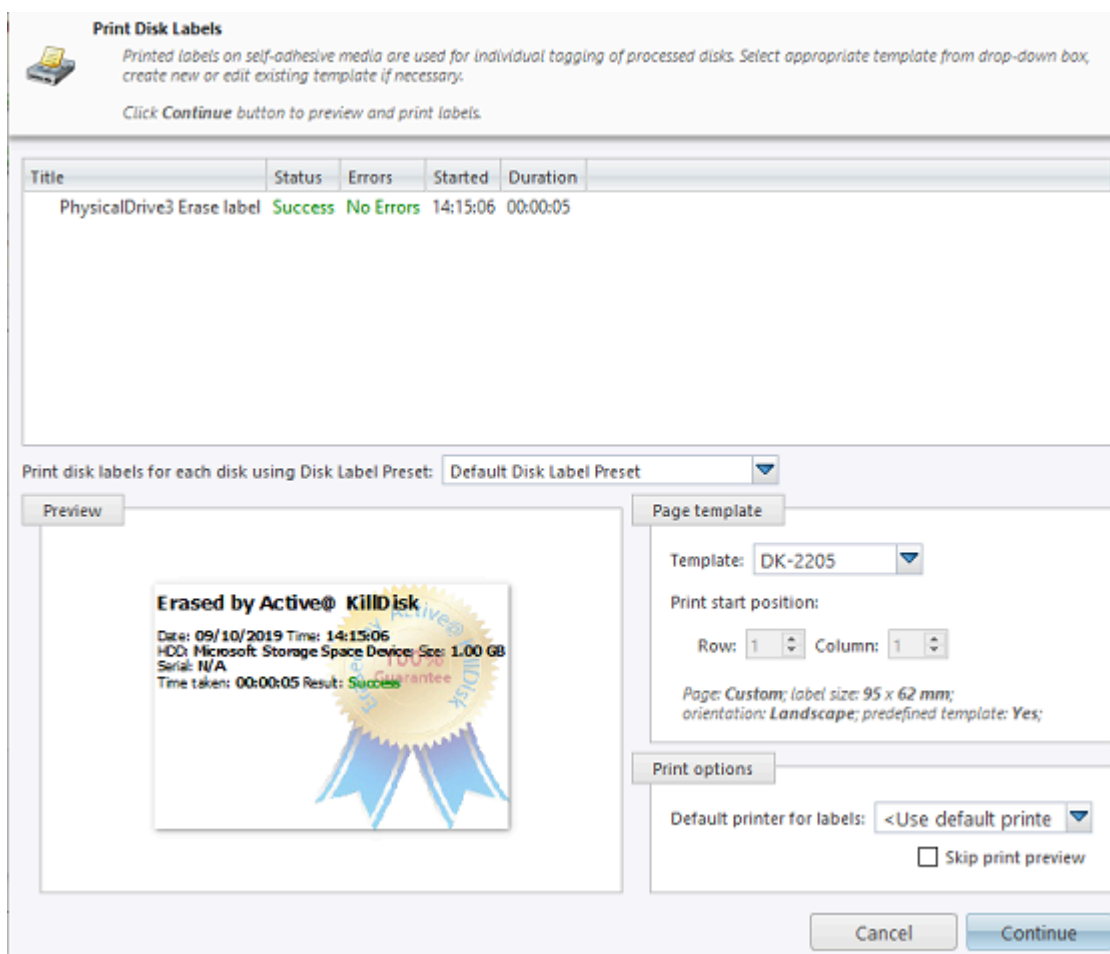 Print Disk Labels
Printed labels on self-adhesive media are used for individual tagging of processed disks. Select appropriate template from drop-down box,
create new or edit existing template if necessary.
Click Continue button to preview and print labels.
Title Status Errors Started Duration
PhysicalDrive3 Erase label Success No Errors 14:15:06 00:00:05
Print disk labels for each disk using Disk Label Preset: Default Disk Label Preset
Preview
Erased by Active@ KillDisk
Date: 09/10/2019 Time: 14:15:06
HDD: Microsoft Storage Space Device; Size: 1.00 GB
Serial: N/A
Time taken: 00:00:05 Result: Success
Erased by Active@ KillDisk
100%
Guarantee
Page template
Template: DK-2205
Print start position:
Row: 1 Column: 1
Page: Custom; label size: 95 x 62 mm;
orientation: Landscape; predefined template: Yes;
Print options
Default printer for labels: <Use default printe
Skip print preview
Cancel Continue